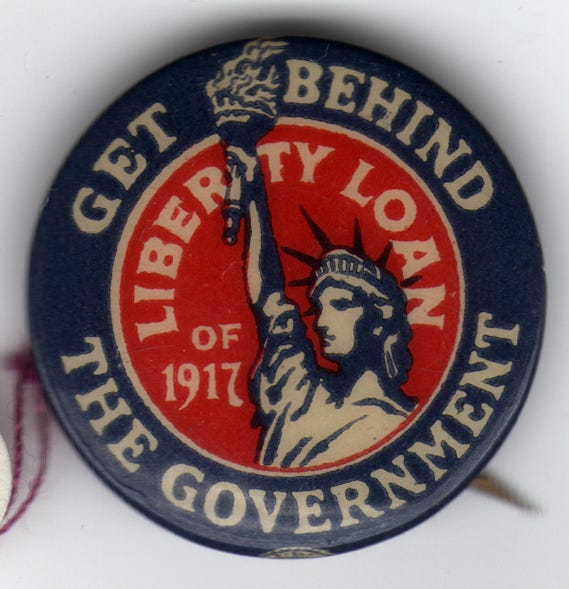 GET BEHIND
THE GOVERNMENT
LIBERTY LOAN
OF
1917